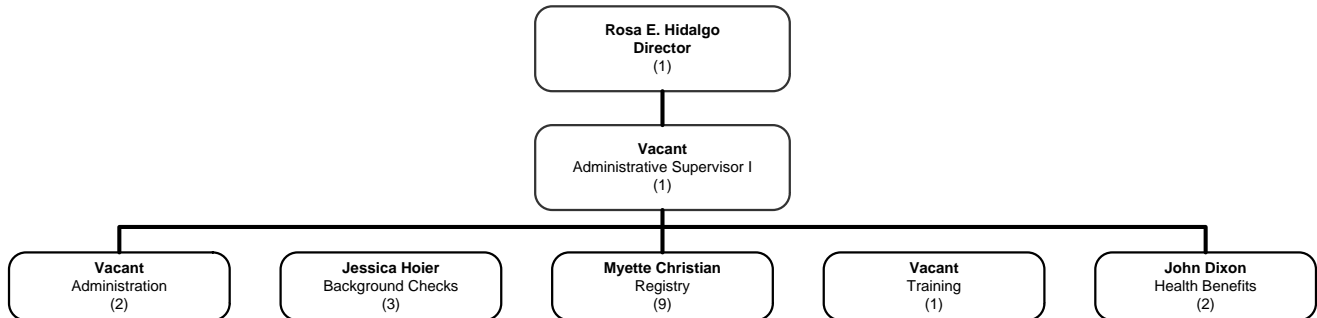 Rosa E. Hidalgo
Director
(1)
Vacant
Administrative Supervisor I
(1)
Vacant
Administration
(2)
Jessica Hoier
Background Checks
(3)
Myette Christian
Registry
(9)
Vacant
Training
(1)
John Dixon
Health Benefits
(2)